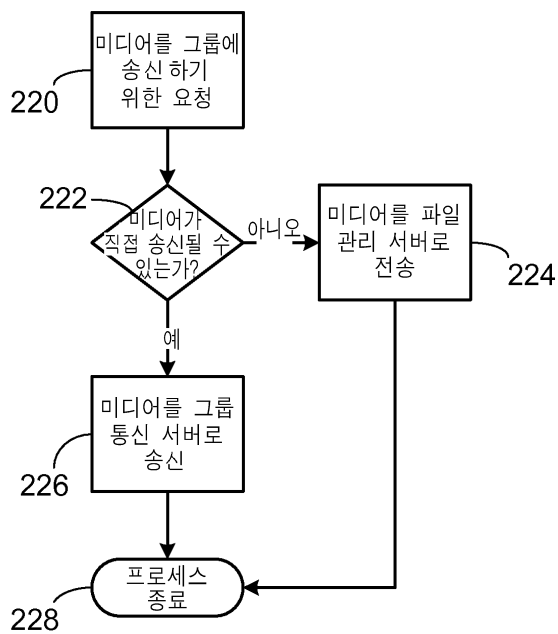 미디어를 그룹에
송신하기
위한 요청
220
222
미디어가
직접 송신될 수
있는가?
아니오
미디어를 파일
관리 서버로
전송
224
예
미디어를 그룹
통신 서버로
송신
226
프로세스
종료
228